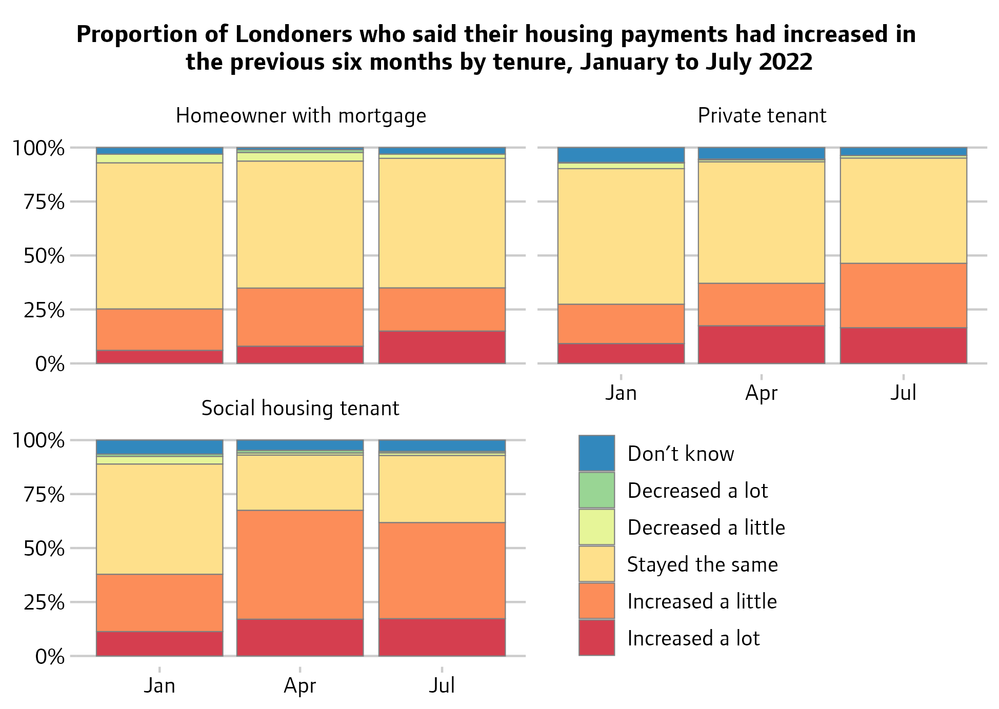 Proportion of Londoners who said their housing payments had increased in
the previous six months by tenure, January to July 2022
Homeowner with mortgage
100%
75%
50%
25%
0%
Private tenant
Jan Apr Jul
Social housing tenant
100%
75%
50%
25%
0%
Jan Apr Jul
Don't know
Decreased a lot
Decreased a little
Stayed the same
Increased a little
Increased a lot